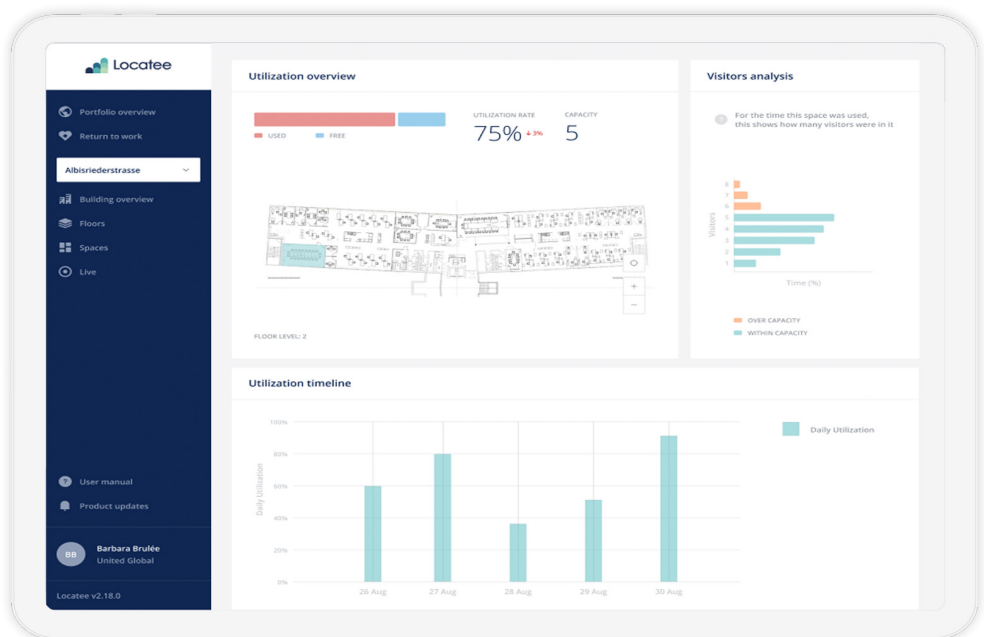 Locatee
Portfolio overview
Return to work
Albisriederstrasse
Building overview
Floors
Spaces
Live
User manual
Product updates
BB
Barbara Brulée
United Global
Locatee v2.18.0
Utilization overview
USED
FREE
UTILIZATION RATE
75% 3%
CAPACITY
5
+
−
FLOOR LEVEL: 2
Visitors analysis
?
For the time this space was used,
this shows how many visitors were in it
Visitors
8
7
6
5
4
3
2
1
Time (%)
OVER CAPACITY
WITHIN CAPACITY
Utilization timeline
Daily Utilization
100%
80%
60%
40%
20%
0%
26 Aug
27 Aug
28 Aug
29 Aug
30 Aug
Daily Utilization